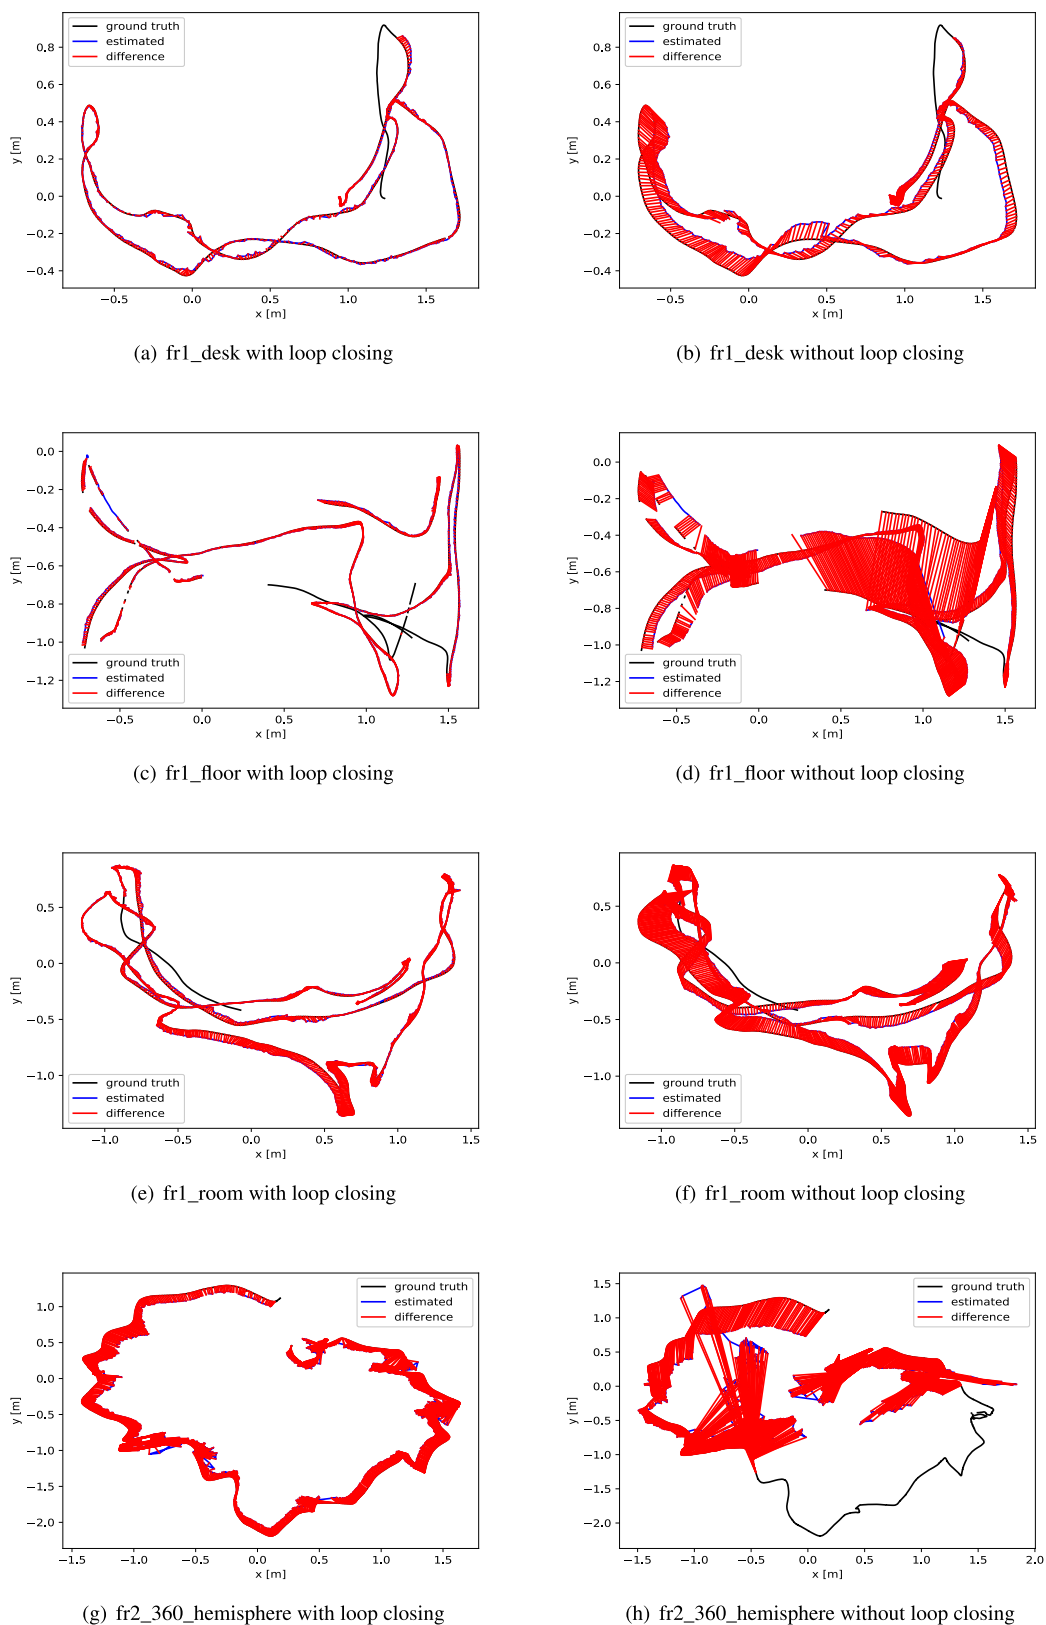 ground truth
estimated
difference
0.8
0.6
0.4
0.2
0.0
−0.2
−0.4
y [m]
−0.5
0.0
0.5
1.0
1.5
x [m]
(a) fr1_desk with loop closing
ground truth
estimated
difference
0.8
0.6
0.4
0.2
0.0
−0.2
−0.4
y [m]
−0.5
0.0
0.5
1.0
1.5
x [m]
(b) fr1_desk without loop closing
0.0
−0.2
−0.4
−0.6
−0.8
−1.0
−1.2
y [m]
ground truth
estimated
difference
−0.5
0.0
0.5
1.0
1.5
x [m]
(c) fr1_floor with loop closing
0.0
−0.2
−0.4
−0.6
−0.8
−1.0
−1.2
y [m]
ground truth
estimated
difference
−0.5
0.0
0.5
1.0
1.5
x [m]
(d) fr1_floor without loop closing
0.5
0.0
−0.5
−1.0
y [m]
ground truth
estimated
difference
−1.0
−0.5
0.0
0.5
1.0
1.5
x [m]
(e) fr1_room with loop closing
0.5
0.0
−0.5
−1.0
y [m]
ground truth
estimated
difference
−1.0
−0.5
0.0
0.5
1.0
1.5
x [m]
(f) fr1_room without loop closing
ground truth
estimated
difference
1.0
0.5
0.0
−0.5
−1.0
−1.5
−2.0
y [m]
−1.5
−1.0
−0.5
0.0
0.5
1.0
1.5
x [m]
(g) fr2_360_hemisphere with loop closing
ground truth
estimated
difference
1.5
1.0
0.5
0.0
−0.5
−1.0
−1.5
−2.0
y [m]
−1.5
−1.0
−0.5
0.0
0.5
1.0
1.5
2.0
x [m]
(h) fr2_360_hemisphere without loop closing